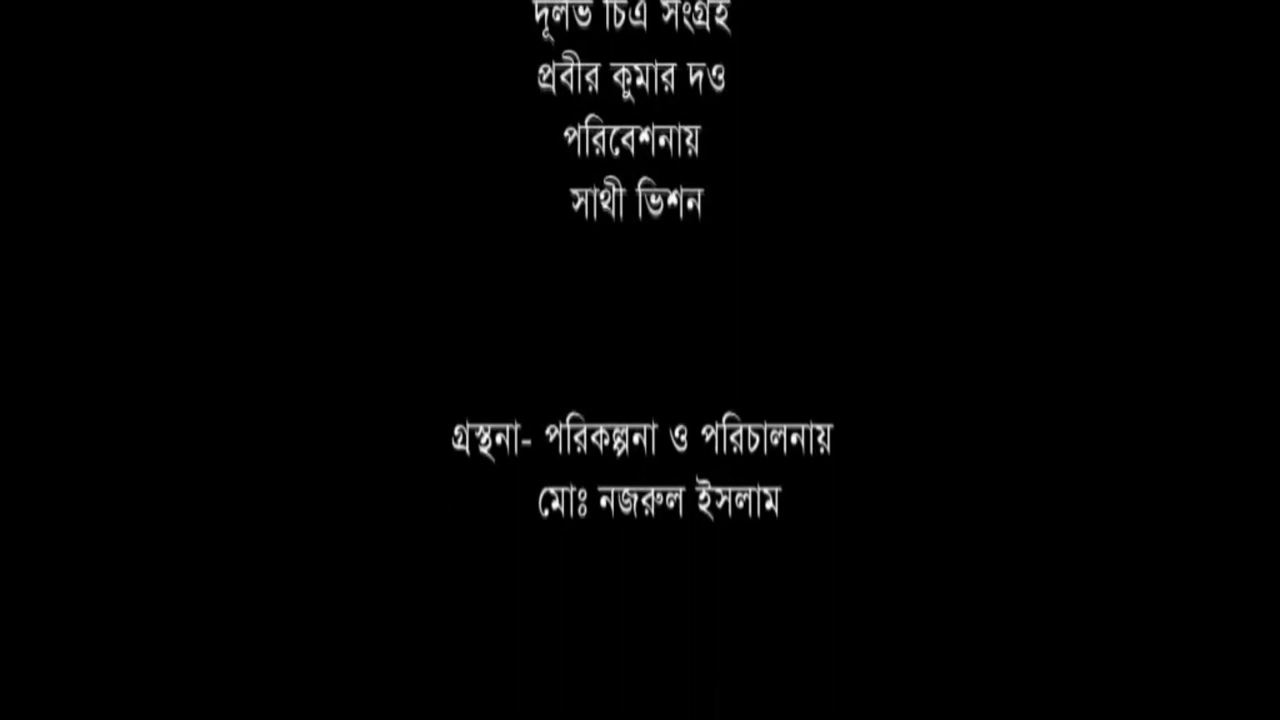 দূলভ চিএ সংগ্রহ
প্রবীর কুমার দও
পরিবেশনায়
সাথী ভিশন
গ্রস্থনা- পরিকল্পনা ও পরিচালনায়
মোঃ নজরুল ইসলাম